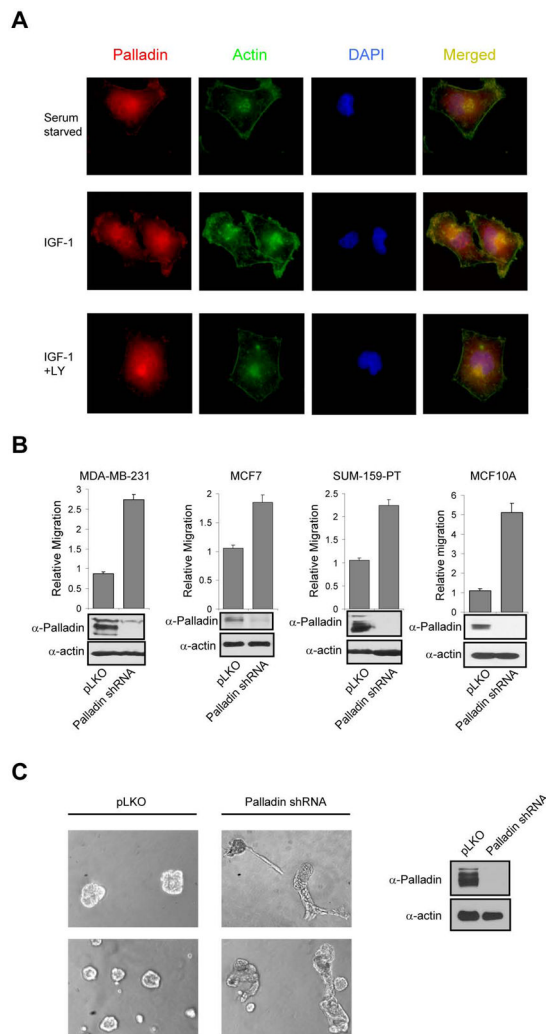 A
Palladin Actin DAPI Merged
Serum
starved
IGF-1
IGF-1
+LY
B
MDA-MB-231 MCF7 SUM-159-PT MCF10A
Relative Migration
3
2.5
2
1.5
1
0.5
0
Relative Migration
2
1.5
1
0.5
0
Relative Migration
2.5
2
1.5
1
0.5
0
Relative migration
6
5
4
3
2
1
0
α-Palladin
α-actin
pLKO
Palladin shRNA
α-Palladin
α-actin
pLKO
Palladin shRNA
α-Palladin
α-actin
pLKO
Palladin shRNA
α-Palladin
α-actin
pLKO
Palladin shRNA
C
pLKO Palladin shRNA
pLKO
Palladin shRNA
α-Palladin
α-actin